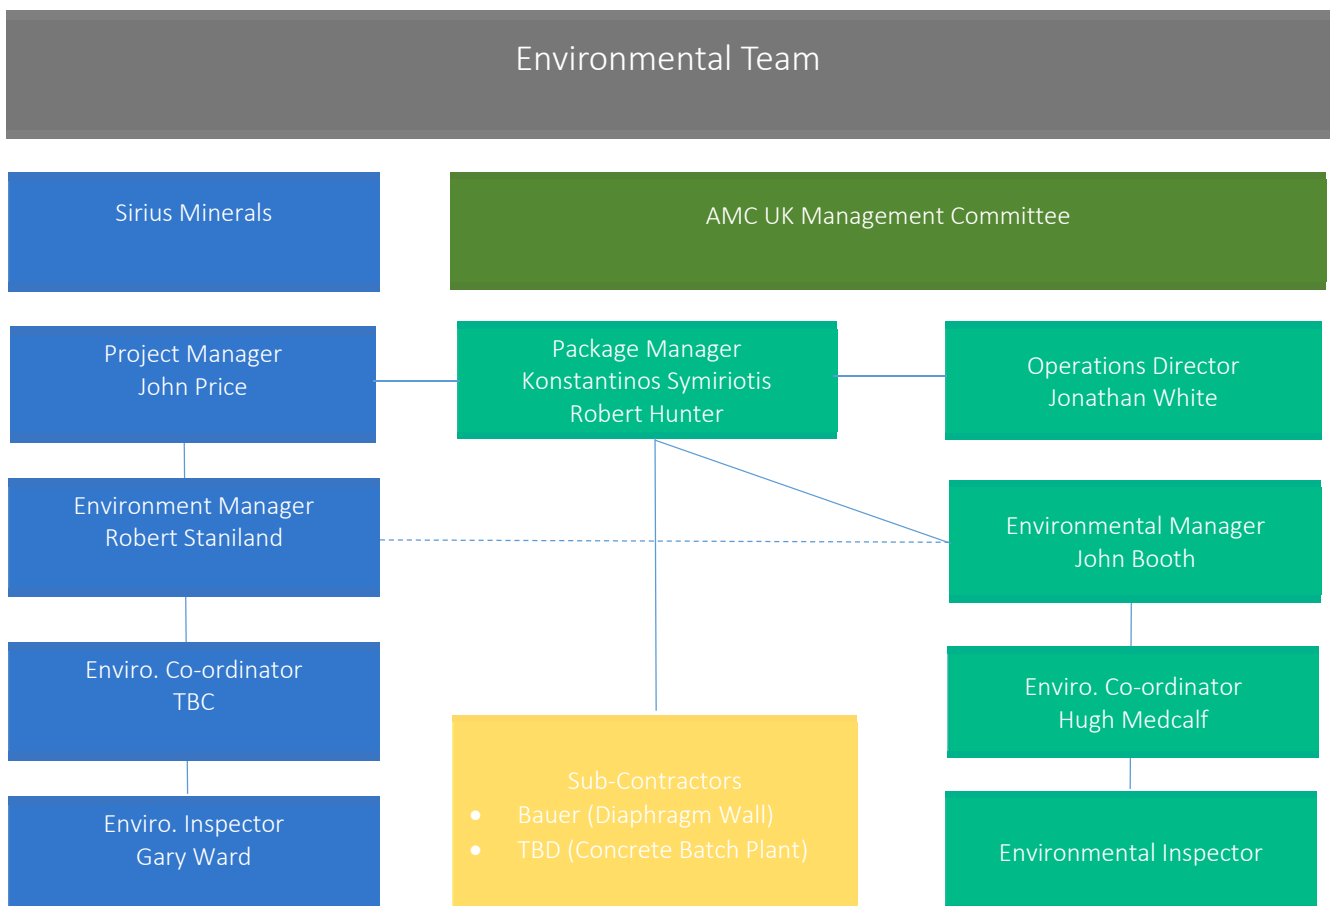 Environmental Team
Sirius Minerals
AMC UK Management Committee
Project Manager
John Price
Package Manager
Konstantinos Symiriotis
Robert Hunter
Operations Director
Jonathan White
Environment Manager
Robert Staniland
Environmental Manager
John Booth
Enviro. Co-ordinator
TBC
Enviro. Co-ordinator
Hugh Medcalf
Sub-Contractors
• Bauer (Diaphragm Wall)
• TBD (Concrete Batch Plant)
Enviro. Inspector
Gary Ward
Environmental Inspector